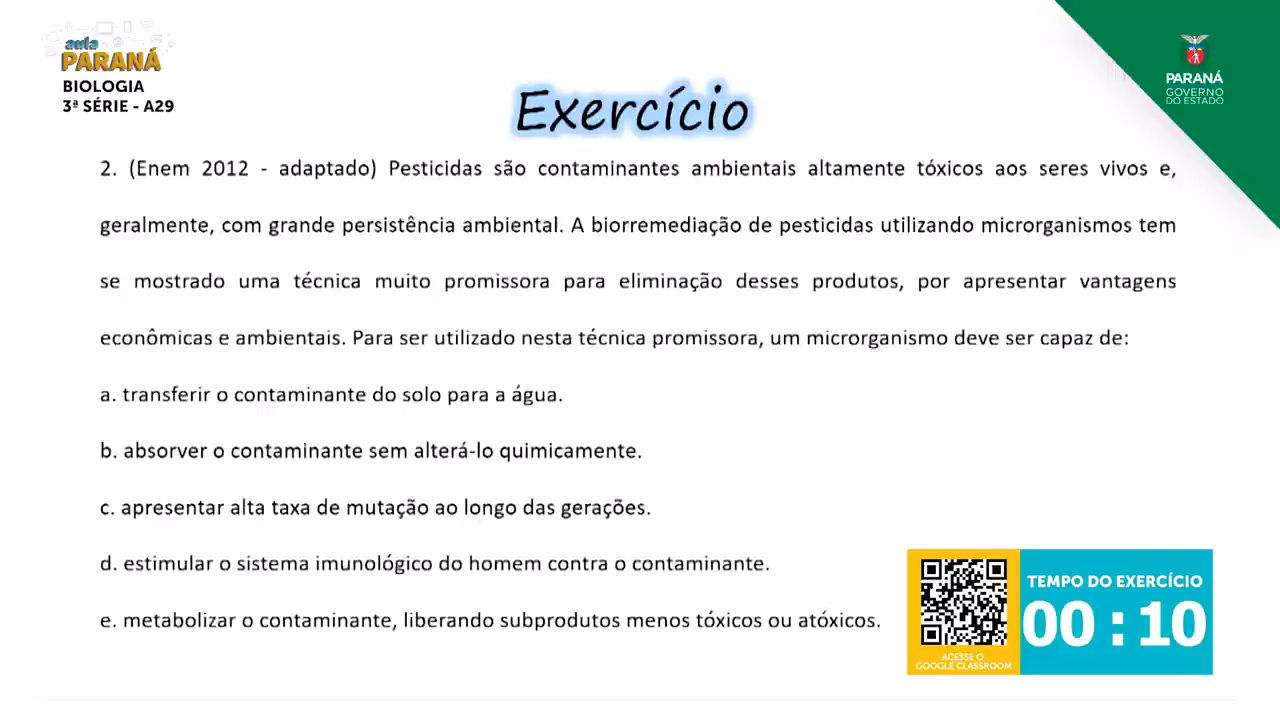 aula
PARANÁ
BIOLOGIA
3ª SÉRIE - A29
PARANÁ
GOVERNO
DO ESTADO
Exercício
2. (Enem 2012 - adaptado) Pesticidas são contaminantes ambientais altamente tóxicos aos seres vivos e,
geralmente, com grande persistência ambiental. A biorremediação de pesticidas utilizando microrganismos tem
se mostrado uma técnica muito promissora para eliminação desses produtos, por apresentar vantagens
econômicas e ambientais. Para ser utilizado nesta técnica promissora, um microrganismo deve ser capaz de:
a. transferir o contaminante do solo para a água.
b. absorver o contaminante sem alterá-lo quimicamente.
c. apresentar alta taxa de mutação ao longo das gerações.
d. estimular o sistema imunológico do homem contra o contaminante.
e. metabolizar o contaminante, liberando subprodutos menos tóxicos ou atóxicos.
ACESSE O
GOOGLE CLASSROOM
TEMPO DO EXERCÍCIO
00 : 10